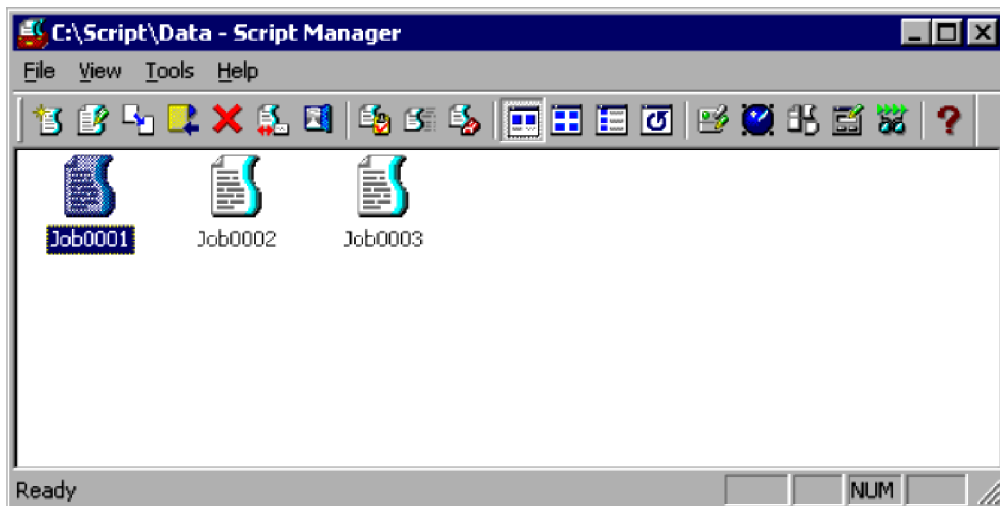 C:\Script\Data - Script Manager
File View Tools Help
Job0001 Job0002 Job0003
Ready NUM